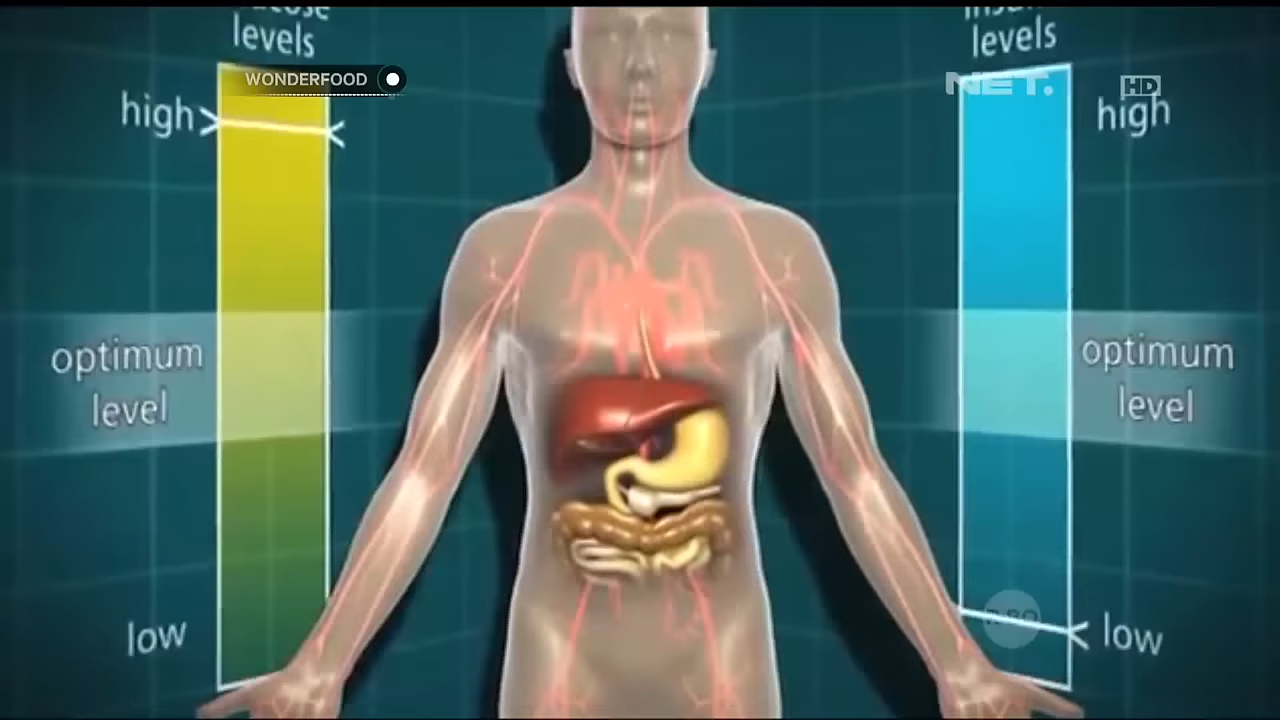 levels
WONDERFOOD
high
optimum
level
low
levels
NET.
HD
high
optimum
level
low